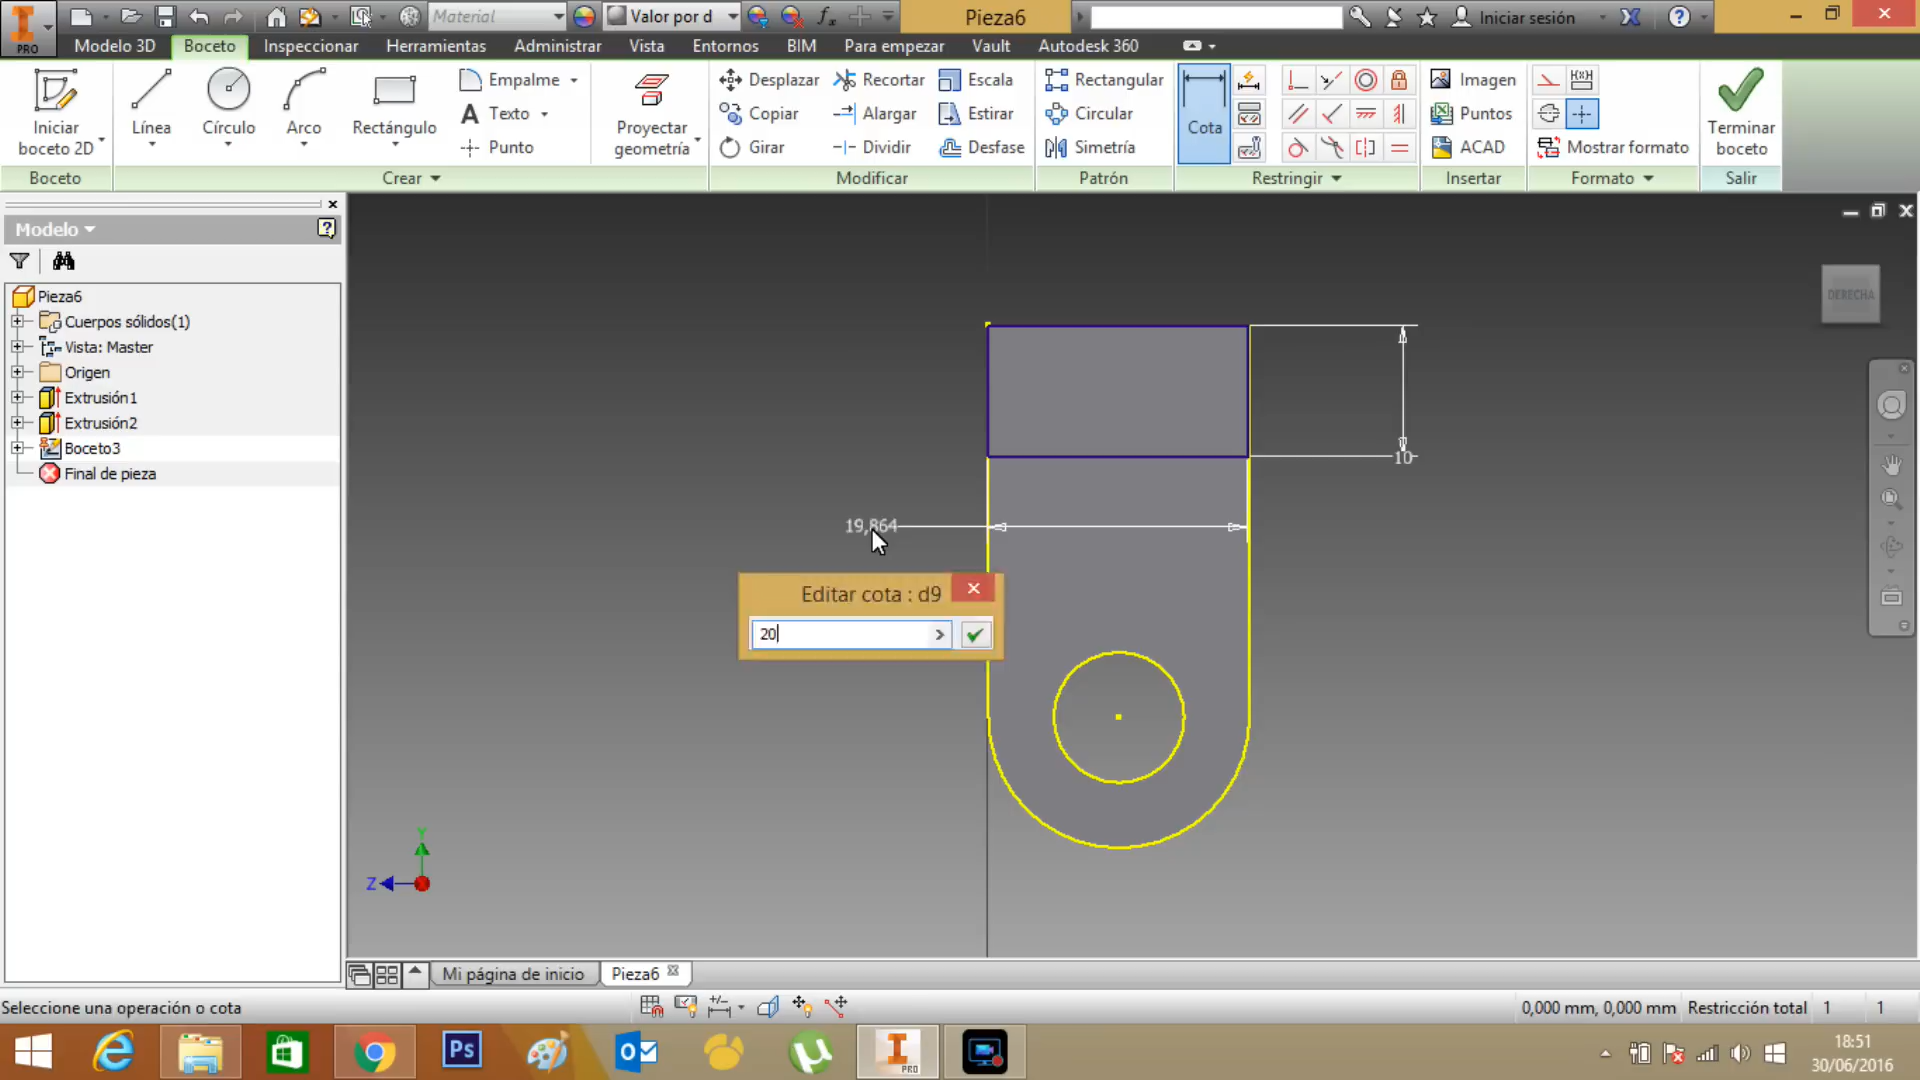 PRO
Material
Valor por d
Pieza6
Iniciar sesión
Modelo 3D
Boceto
Inspeccionar
Herramientas
Administrar
Vista
Entornos
BIM
Para empezar
Vault
Autodesk 360
Iniciar
boceto 2D
Línea
Círculo
Arco
Rectángulo
Empalme
Texto
Punto
Proyectar
geometría
Desplazar
Copiar
Girar
Recortar
Alargar
Dividir
Escala
Estirar
Desfase
Rectangular
Circular
Simetría
Cota
Imagen
Puntos
ACAD
Mostrar formato
Terminar
boceto
Boceto
Crear
Modificar
Patrón
Restringir
Insertar
Formato
Salir
Modelo
Pieza6
Cuerpos sólidos(1)
Vista: Master
Origen
Extrusión1
Extrusión2
Boceto3
Final de pieza
DERECHA
10
19,864
Editar cota : d9
20
Y
Z
Mi página de inicio
Pieza6
Seleccione una operación o cota
0,000 mm, 0,000 mm
Restricción total
1
1
Ps
PRO
18:51
30/06/2016